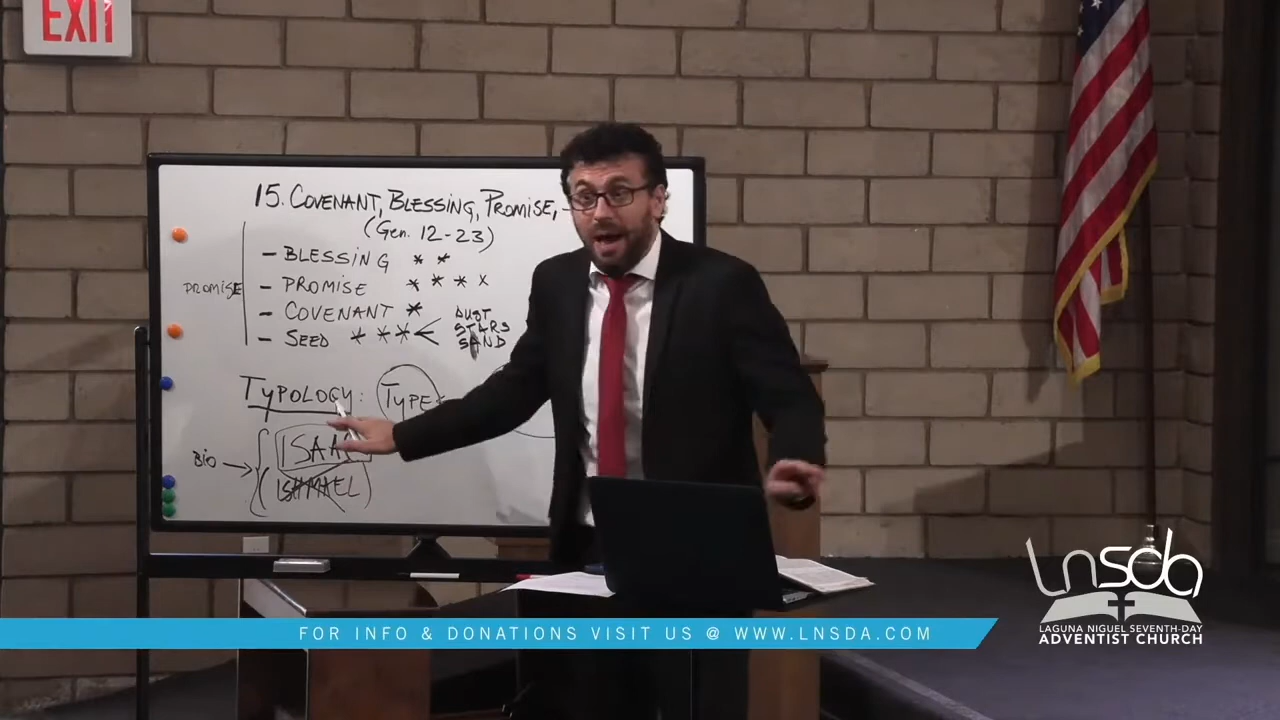 EXIT
15. COVENANT, BLESSING, PROMISE,
(Gen. 12-23)
- BLESSING * *
PROMISE
- PROMISE * * * x
- COVENANT *
- SEED * * * <
DUST
STARS
SAND
TYPOLOGY: TYPE
BIO →
ISAAC
(ISHMAEL)
LNSDA
LAGUNA NIGUEL SEVENTH-DAY
ADVENTIST CHURCH
FOR INFO & DONATIONS VISIT US @ WWW.LNSDA.COM